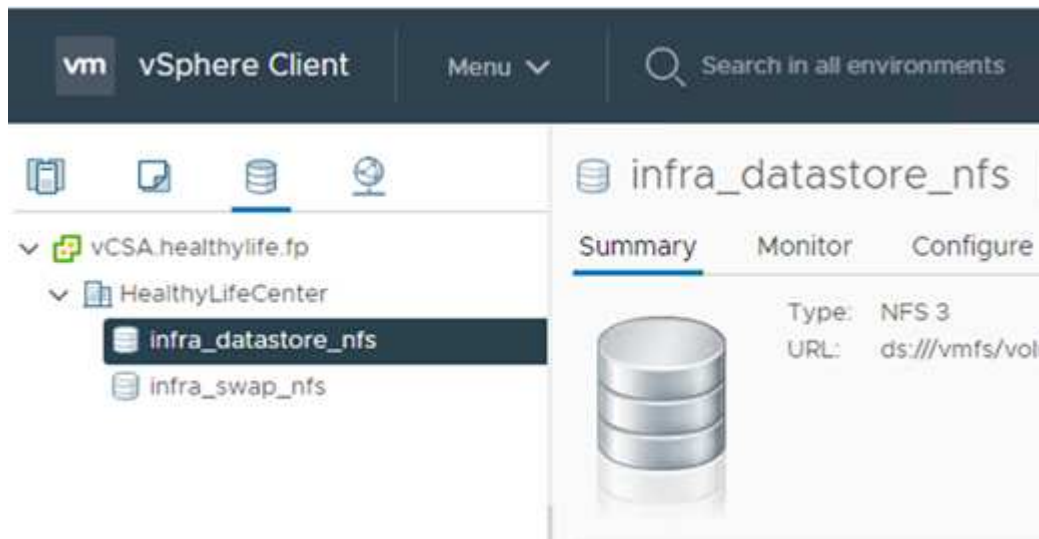 vm vSphere Client Menu Search in all environments
vCSA.healthylife.fp
HealthyLifeCenter
infra_datastore_nfs
infra_swap_nfs
infra_datastore_nfs
Summary Monitor Configure
Type: NFS 3
URL: ds:///vmfs/vol